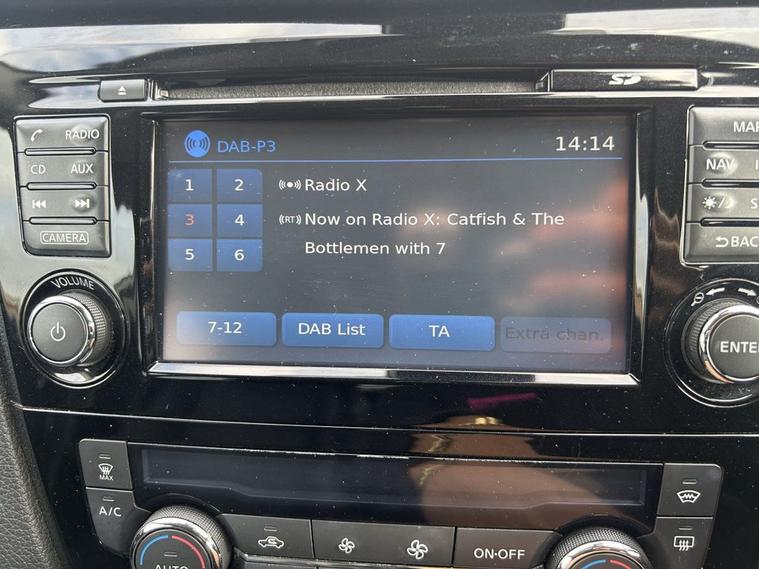 SD
RADIO
CD AUX
CAMERA
VOLUME
DAB-P3 14:14
1 2
3 4
5 6
Radio X
(RT) Now on Radio X: Catfish & The
Bottlemen with 7
7-12 DAB List TA Extra chan.
NAV
BACK
ENTER
MAX
A/C
AUTO
ON·OFF